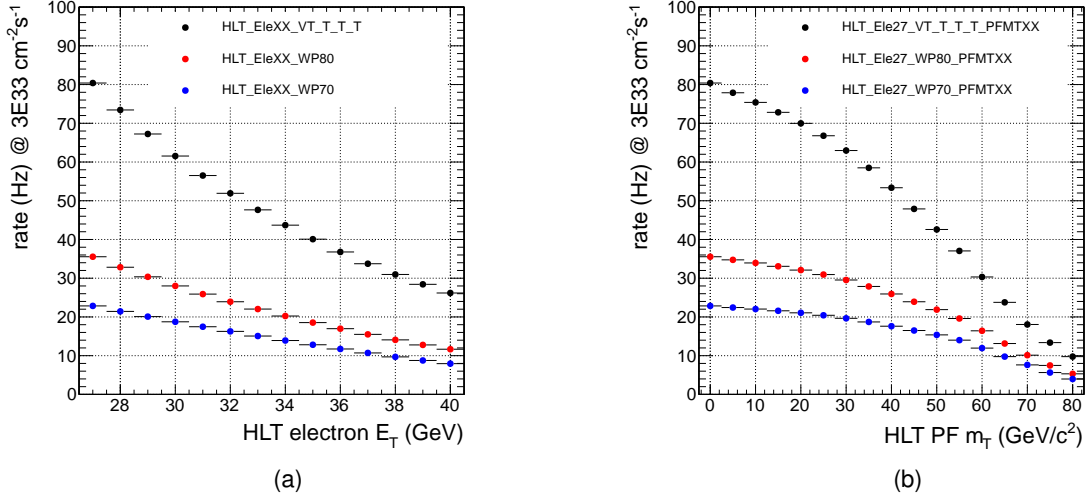 100
90
80
70
60
50
40
30
20
10
0
rate (Hz) @ 3E33 cm-2s-1
HLT_EleXX_VT_T_T_T
HLT_EleXX_WP80
HLT_EleXX_WP70
28 30 32 34 36 38 40
HLT electron E_T (GeV)
(a)
100
90
80
70
60
50
40
30
20
10
0
rate (Hz) @ 3E33 cm-2s-1
HLT_Ele27_VT_T_T_T_PFMTXX
HLT_Ele27_WP80_PFMTXX
HLT_Ele27_WP70_PFMTXX
0 10 20 30 40 50 60 70 80
HLT PF m_T (GeV/c2)
(b)